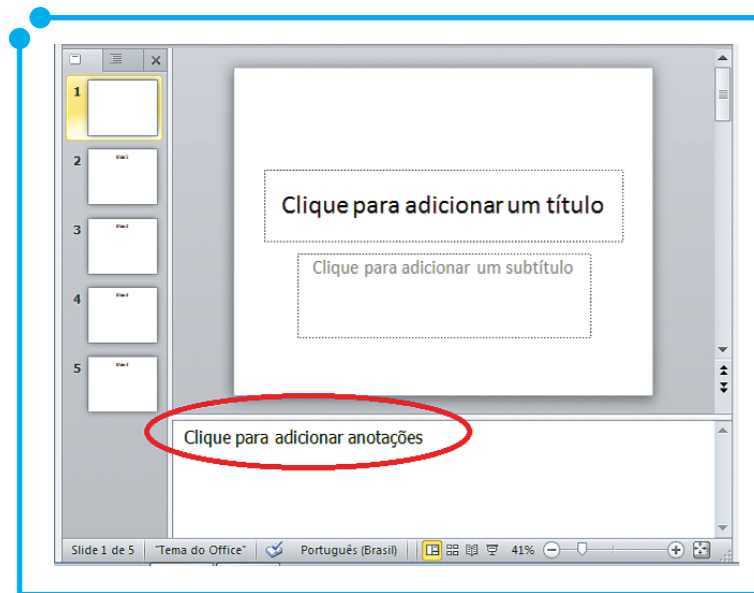 1
2
3
4
5
Clique para adicionar um título
Clique para adicionar um subtítulo
Clique para adicionar anotações
Slide 1 de 5 "Tema do Office" Português (Brasil) 41%